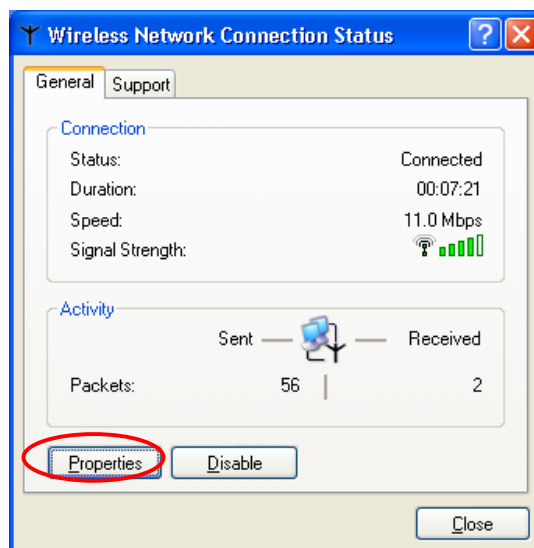 Wireless Network Connection Status
General Support
Connection
Status: Connected
Duration: 00:07:21
Speed: 11.0 Mbps
Signal Strength:
Activity
Sent Received
Packets: 56 2
Properties Disable
Close